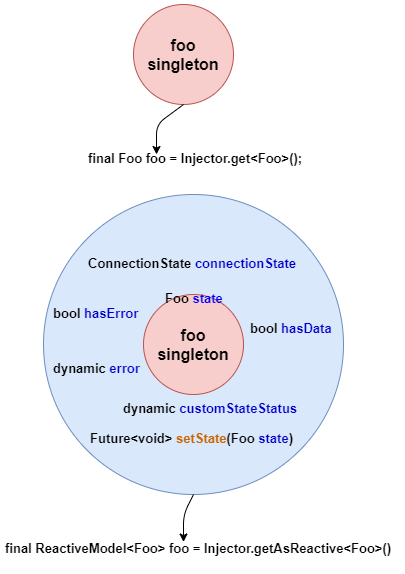 foo
singleton
final Foo foo = Injector.get<Foo>();
ConnectionState connectionState
Foo state
bool hasError
bool hasData
foo
singleton
dynamic error
dynamic customStateStatus
Future<void> setState(Foo state)
final ReactiveModel<Foo> foo = Injector.getAsReactive<Foo>()